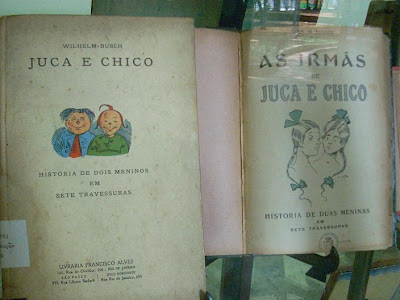 WILHELM-BUSCH
JUCA E CHICO
HISTORIA DE DOIS MENINOS
EM
SETE TRAVESSURAS
LIVRARIA FRANCISCO ALVES
AS IRMÃS
DE
JUCA E CHICO
HISTORIA DE DUAS MENINAS
EM
SETE TRAVESSURAS